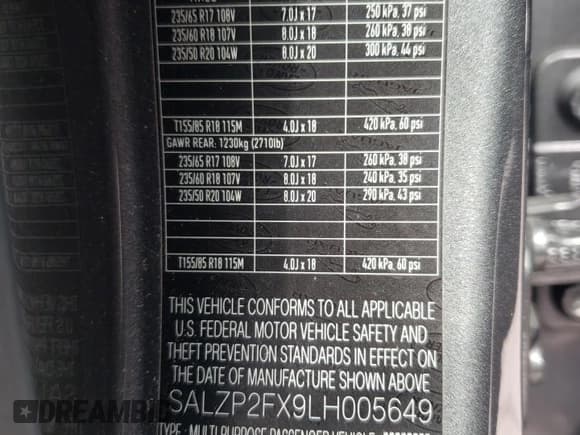 235/65 R17 108V 7.0J x 17 250 kPa, 37 psi
235/60 R18 107V 8.0J x 18 260 kPa, 38 psi
235/50 R20 104W 8.0J x 20 300 kPa, 44 psi
T155/85 R18 115M 4.0J x 18 420 kPa, 60 psi
GAWR REAR: 1230kg (2710lb)
235/65 R17 108V 7.0J x 17 260 kPa, 38 psi
235/60 R18 107V 8.0J x 18 240 kPa, 35 psi
235/50 R20 104W 8.0J x 20 290 kPa, 43 psi
T155/85 R18 115M 4.0J x 18 420 kPa, 60 psi
THIS VEHICLE CONFORMS TO ALL APPLICABLE
U.S. FEDERAL MOTOR VEHICLE SAFETY AND
THEFT PREVENTION STANDARDS IN EFFECT ON
THE DATE OF MANUFACTURE SHOWN ABOVE
SALZP2FX9LH005649
TYPE: MULTIPURPOSE PASSENGER VEHICLE
DREAMBID